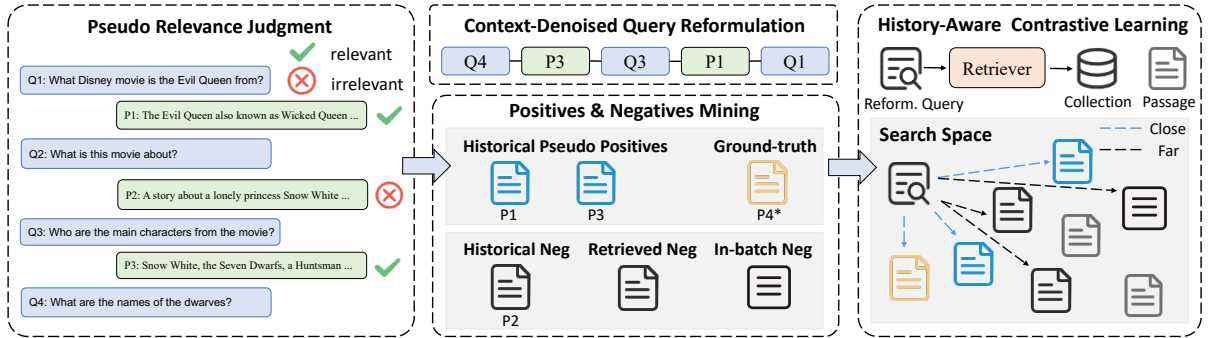 Pseudo Relevance Judgment
relevant
irrelevant
Q1: What Disney movie is the Evil Queen from?
P1: The Evil Queen also known as Wicked Queen ...
Q2: What is this movie about?
P2: A story about a lonely princess Snow White ...
Q3: Who are the main characters from the movie?
P3: Snow White, the Seven Dwarfs, a Huntsman ...
Q4: What are the names of the dwarves?
Context-Denoised Query Reformulation
Q4 P3 Q3 P1 Q1
Positives & Negatives Mining
Historical Pseudo Positives Ground-truth
P1 P3 P4*
Historical Neg Retrieved Neg In-batch Neg
P2
History-Aware Contrastive Learning
Retriever
Reform. Query Collection Passage
Search Space
Close
Far